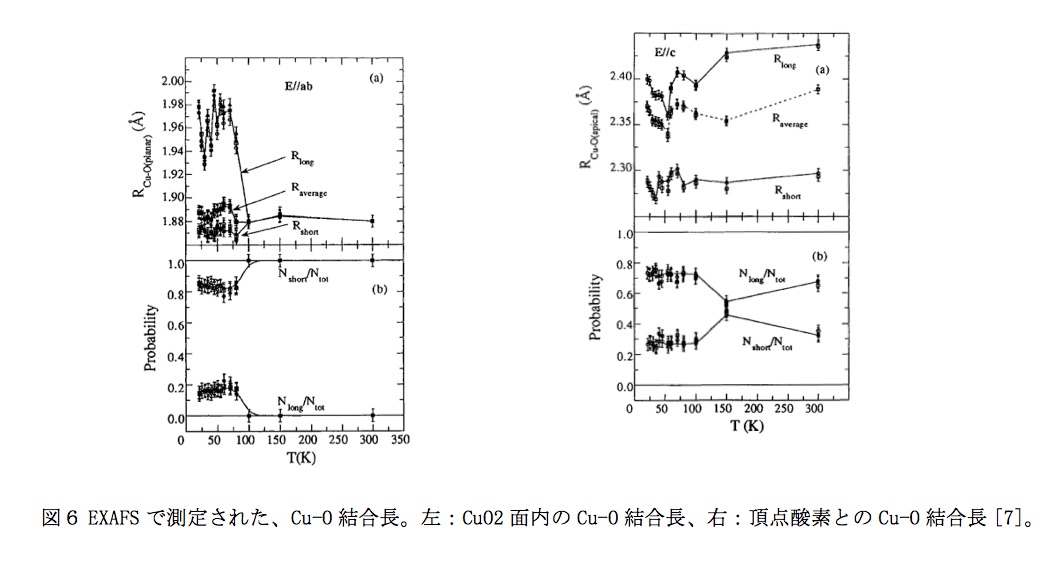 (a)
E//ab
2.00
1.98
1.96
1.94
1.92
1.90
1.88
R_Cu-O(planar) (Å)
R_long
R_average
R_short
1.0
0.8
0.6
0.4
0.2
0.0
Probability
N_short/N_tot
(b)
N_long/N_tot
0 50 100 150 200 250 300 350
T(K)
E//c
(a)
2.40
2.35
2.30
R_Cu-O(apical) (Å)
R_long
R_average
R_short
1.0
0.8
0.6
0.4
0.2
0.0
Probability
(b)
N_long/N_tot
N_short/N_tot
0 50 100 150 200 250 300
T (K)
図６ EXAFS で測定された、Cu-O 結合長。左：CuO2 面内の Cu-O 結合長、右：頂点酸素との Cu-O 結合長 [7]。